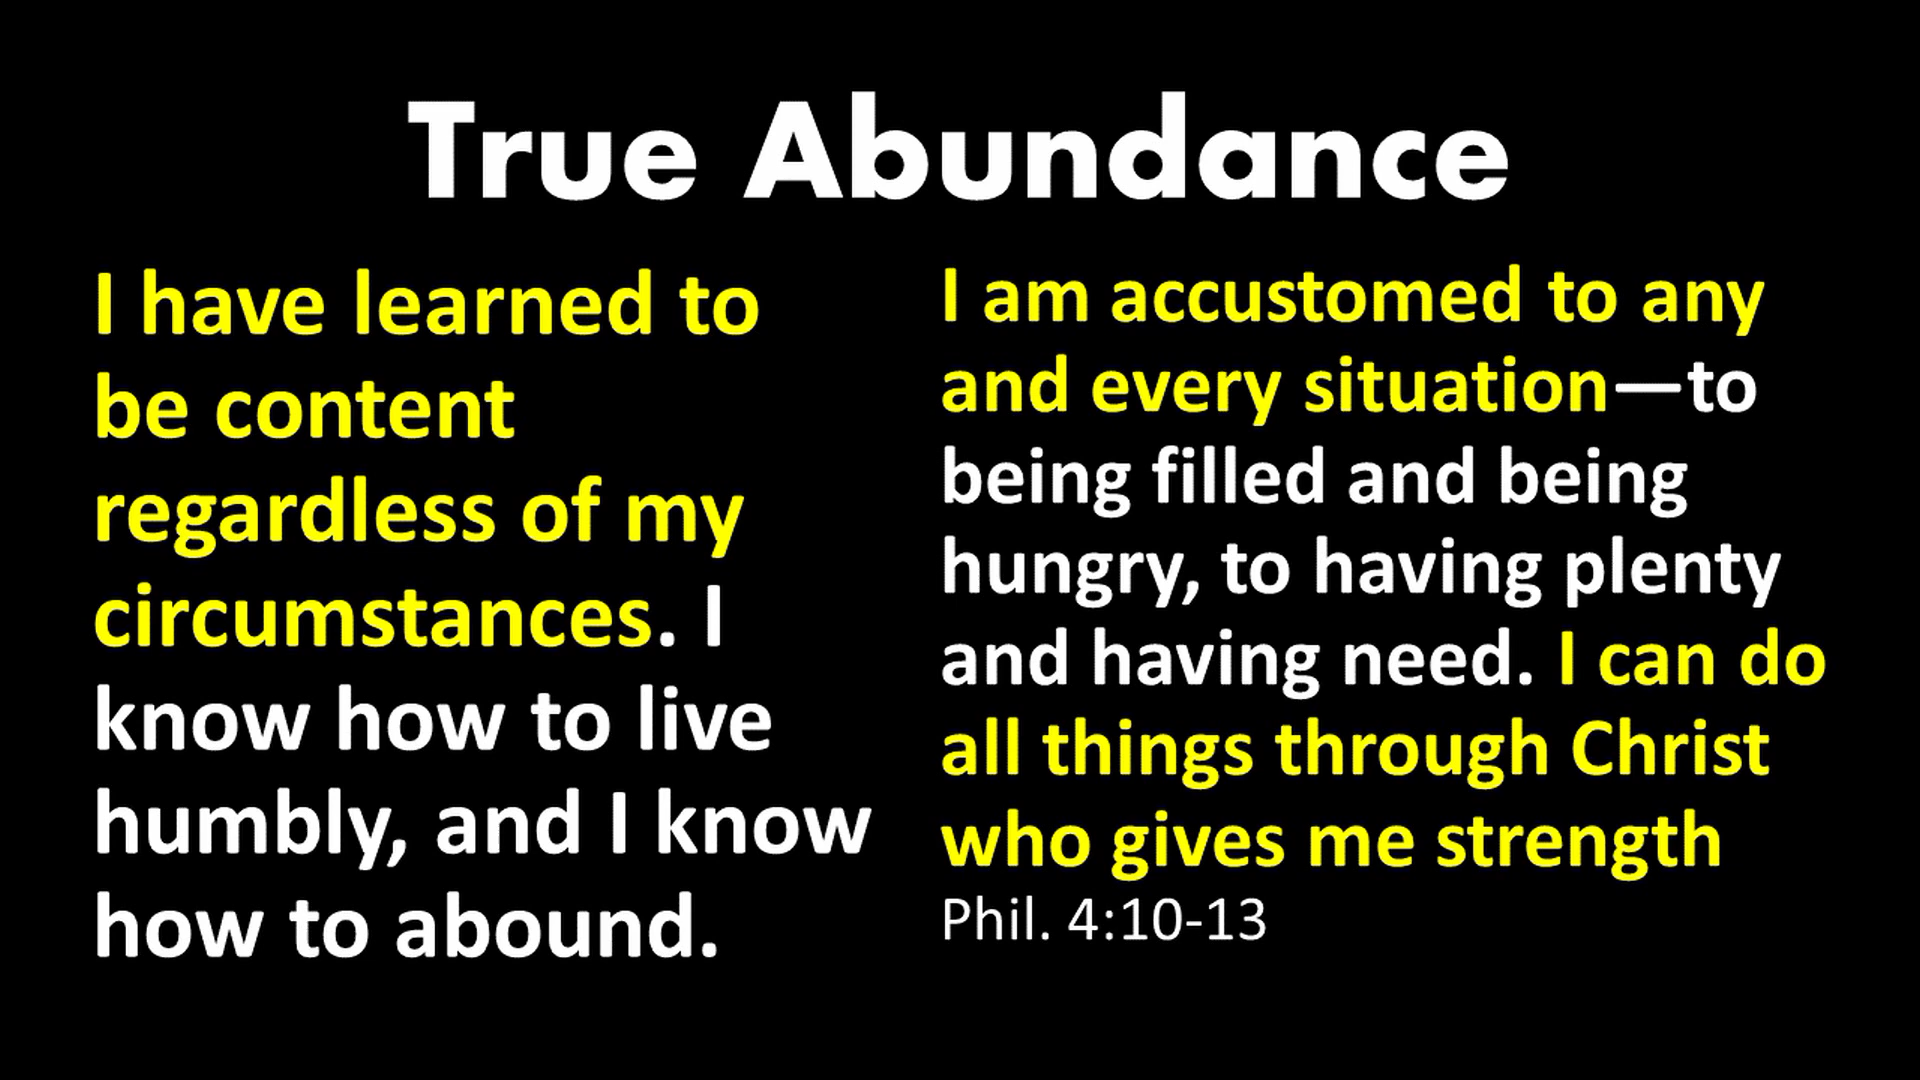 True Abundance
I have learned to
be content
regardless of my
circumstances. I
know how to live
humbly, and I know
how to abound.
I am accustomed to any
and every situation—to
being filled and being
hungry, to having plenty
and having need. I can do
all things through Christ
who gives me strength
Phil. 4:10-13